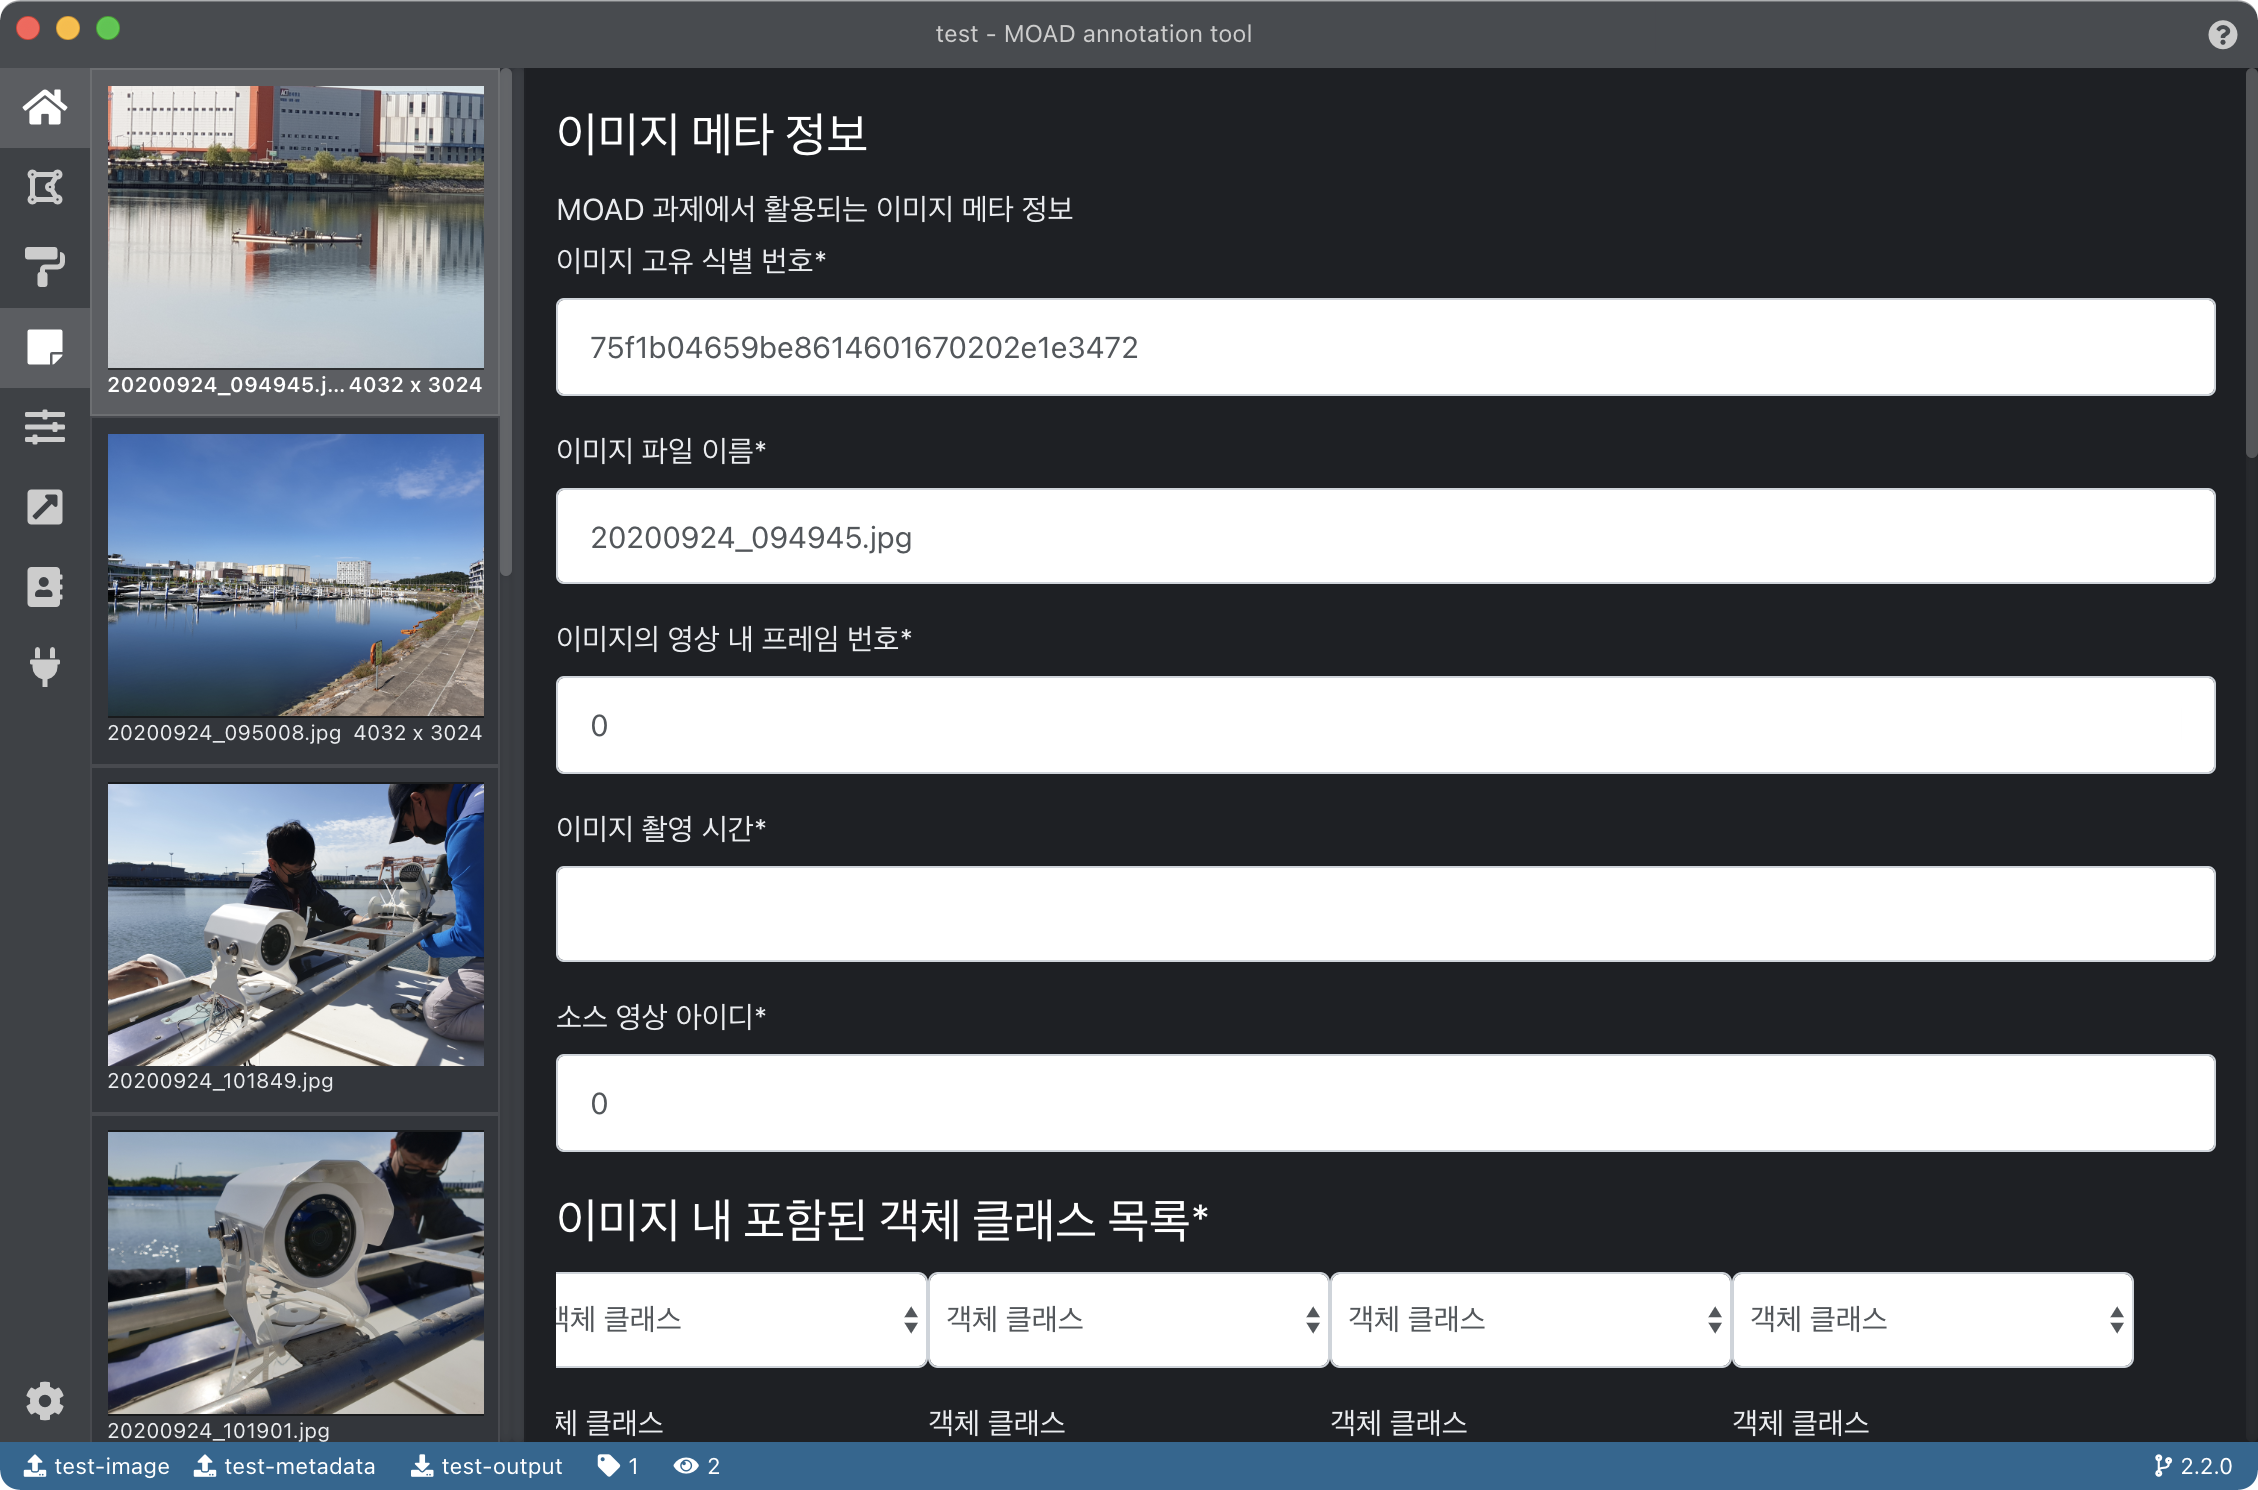 test - MOAD annotation tool
20200924_094945.j... 4032 x 3024
20200924_095008.jpg 4032 x 3024
20200924_101849.jpg
20200924_101901.jpg
이미지 메타 정보
MOAD 과제에서 활용되는 이미지 메타 정보
이미지 고유 식별 번호*
75f1b04659be8614601670202e1e3472
이미지 파일 이름*
20200924_094945.jpg
이미지의 영상 내 프레임 번호*
0
이미지 촬영 시간*
소스 영상 아이디*
0
이미지 내 포함된 객체 클래스 목록*
객체 클래스 객체 클래스 객체 클래스 객체 클래스
체 클래스 객체 클래스 객체 클래스 객체 클래스
test-image test-metadata test-output 1 2 2.2.0